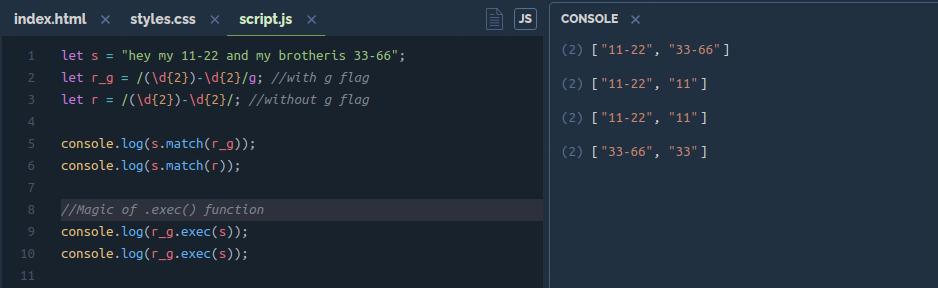 index.html × styles.css × script.js × JS
1 let s = "hey my 11-22 and my brotheris 33-66";
2 let r_g = /(\d{2})-\d{2}/g; //with g flag
3 let r = /(\d{2})-\d{2}/; //without g flag
4
5 console.log(s.match(r_g));
6 console.log(s.match(r));
7
8 //Magic of .exec() function
9 console.log(r_g.exec(s));
10 console.log(r_g.exec(s));
11
CONSOLE ×
(2) ["11-22", "33-66"]
(2) ["11-22", "11"]
(2) ["11-22", "11"]
(2) ["33-66", "33"]